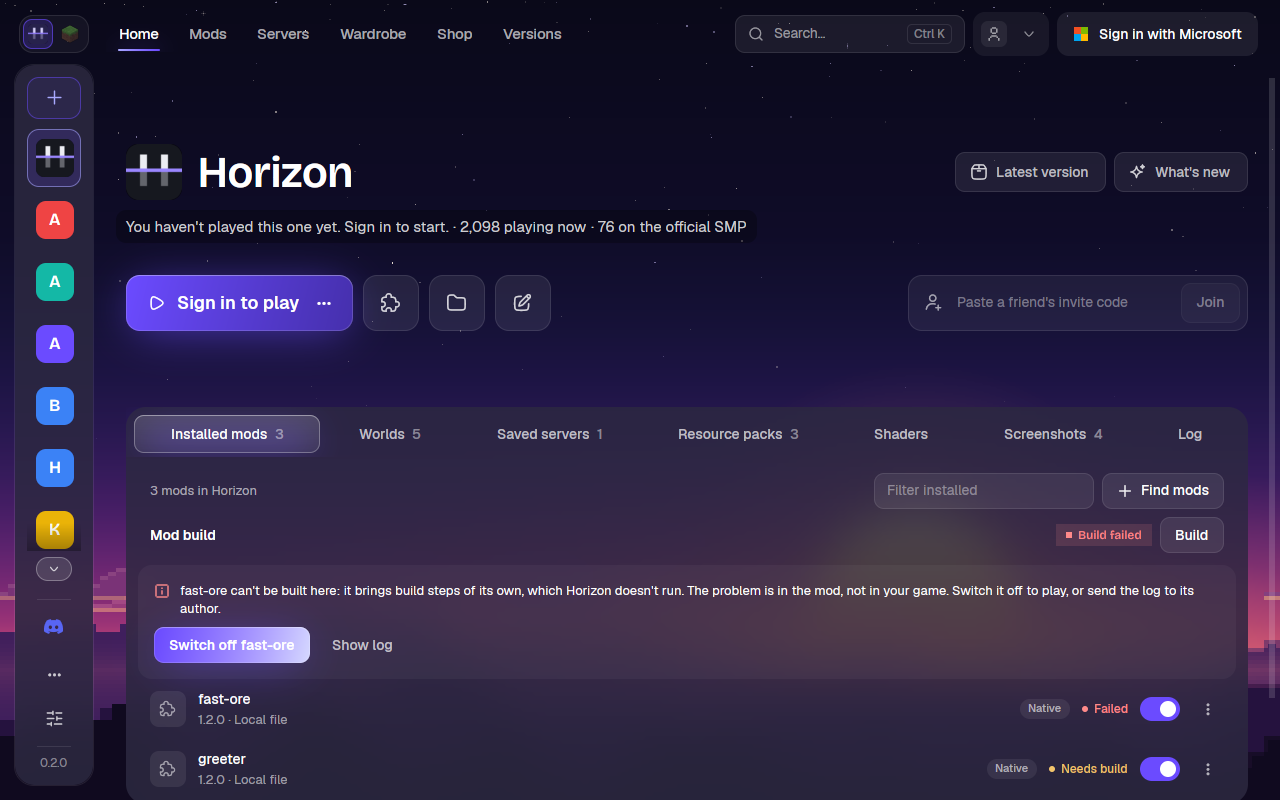 Home
Mods
Servers
Wardrobe
Shop
Versions
Search...
Ctrl K
Sign in with Microsoft
Horizon
Latest version
What's new
You haven't played this one yet. Sign in to start. · 2,098 playing now · 76 on the official SMP
Sign in to play
Paste a friend's invite code
Join
A
A
A
B
H
K
0.2.0
Installed mods 3
Worlds 5
Saved servers 1
Resource packs 3
Shaders
Screenshots 4
Log
3 mods in Horizon
Filter installed
Find mods
Mod build
Build failed
Build
fast-ore can't be built here: it brings build steps of its own, which Horizon doesn't run. The problem is in the mod, not in your game. Switch it off to play, or send the log to its
author.
Switch off fast-ore
Show log
fast-ore
1.2.0 · Local file
Native
Failed
greeter
1.2.0 · Local file
Native
Needs build